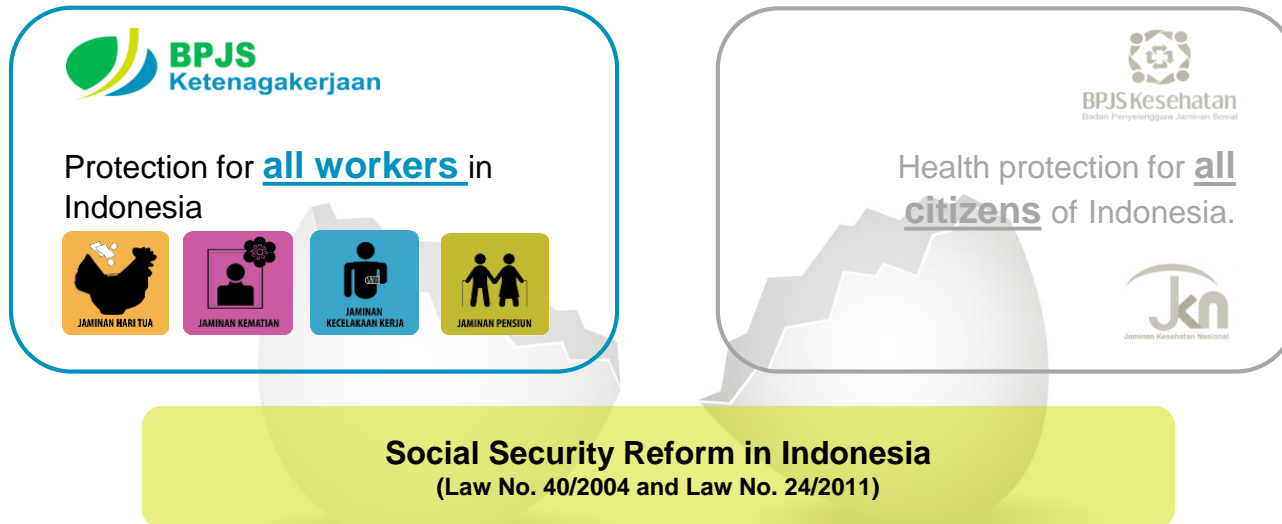 BPJS
Ketenagakerjaan
Protection for all workers in
Indonesia
JAMINAN HARI TUA
JAMINAN KEMATIAN
JAMINAN
KECELAKAAN KERJA
JAMINAN PENSIUN
BPJS Kesehatan
Badan Penyelenggara Jaminan Sosial
Health protection for all
citizens of Indonesia.
Jkn
Jaminan Kesehatan Nasional
Social Security Reform in Indonesia
(Law No. 40/2004 and Law No. 24/2011)